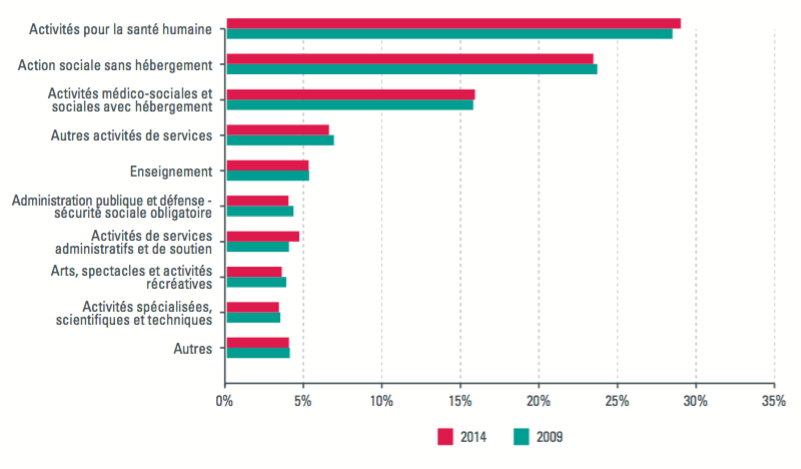 Activités pour la santé humaine
Action sociale sans hébergement
Activités médico-sociales et
sociales avec hébergement
Autres activités de services
Enseignement
Administration publique et défense -
sécurité sociale obligatoire
Activités de services
administratifs et de soutien
Arts, spectacles et activités
récréatives
Activités spécialisées,
scientifiques et techniques
Autres
0% 5% 10% 15% 20% 25% 30% 35%
2014 2009